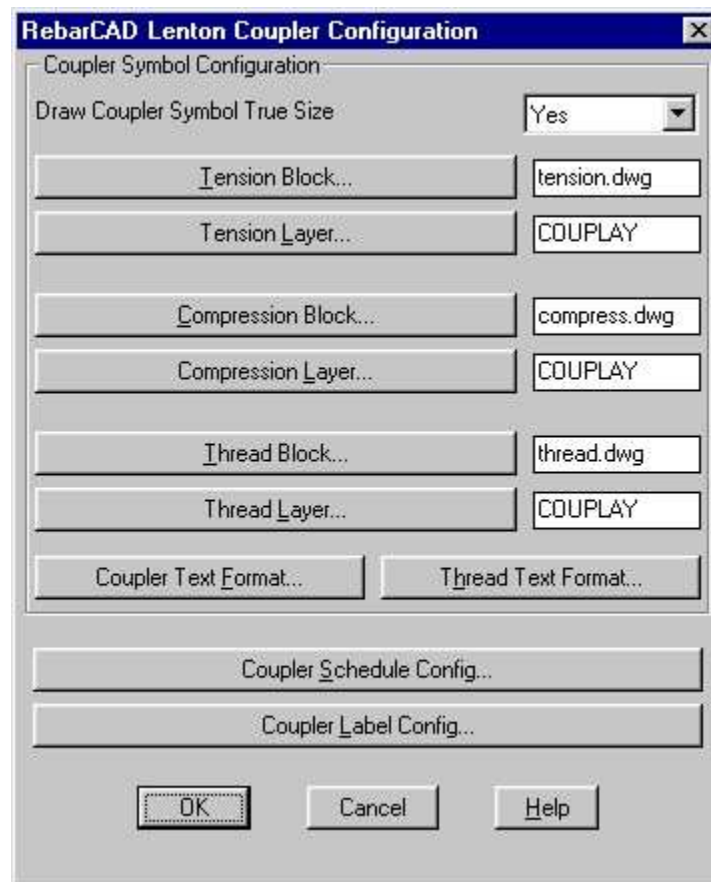 RebarCAD Lenton Coupler Configuration
Coupler Symbol Configuration
Draw Coupler Symbol True Size Yes
Tension Block... tension.dwg
Tension Layer... COUPLAY
Compression Block... compress.dwg
Compression Layer... COUPLAY
Thread Block... thread.dwg
Thread Layer... COUPLAY
Coupler Text Format... Thread Text Format...
Coupler Schedule Config...
Coupler Label Config...
OK Cancel Help